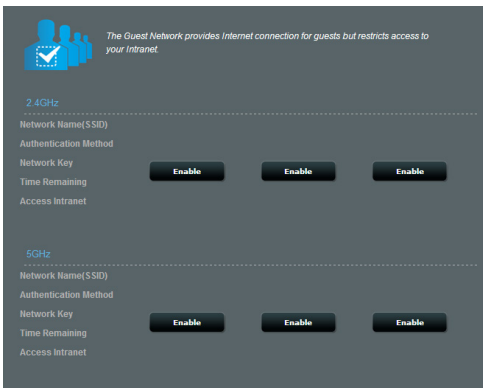 The Guest Network provides Internet connection for guests but restricts access to
your Intranet.
2.4GHz
Network Name(SSID)
Authentication Method
Network Key
Enable Enable Enable
Time Remaining
Access Intranet
5GHz
Network Name(SSID)
Authentication Method
Network Key
Enable Enable Enable
Time Remaining
Access Intranet